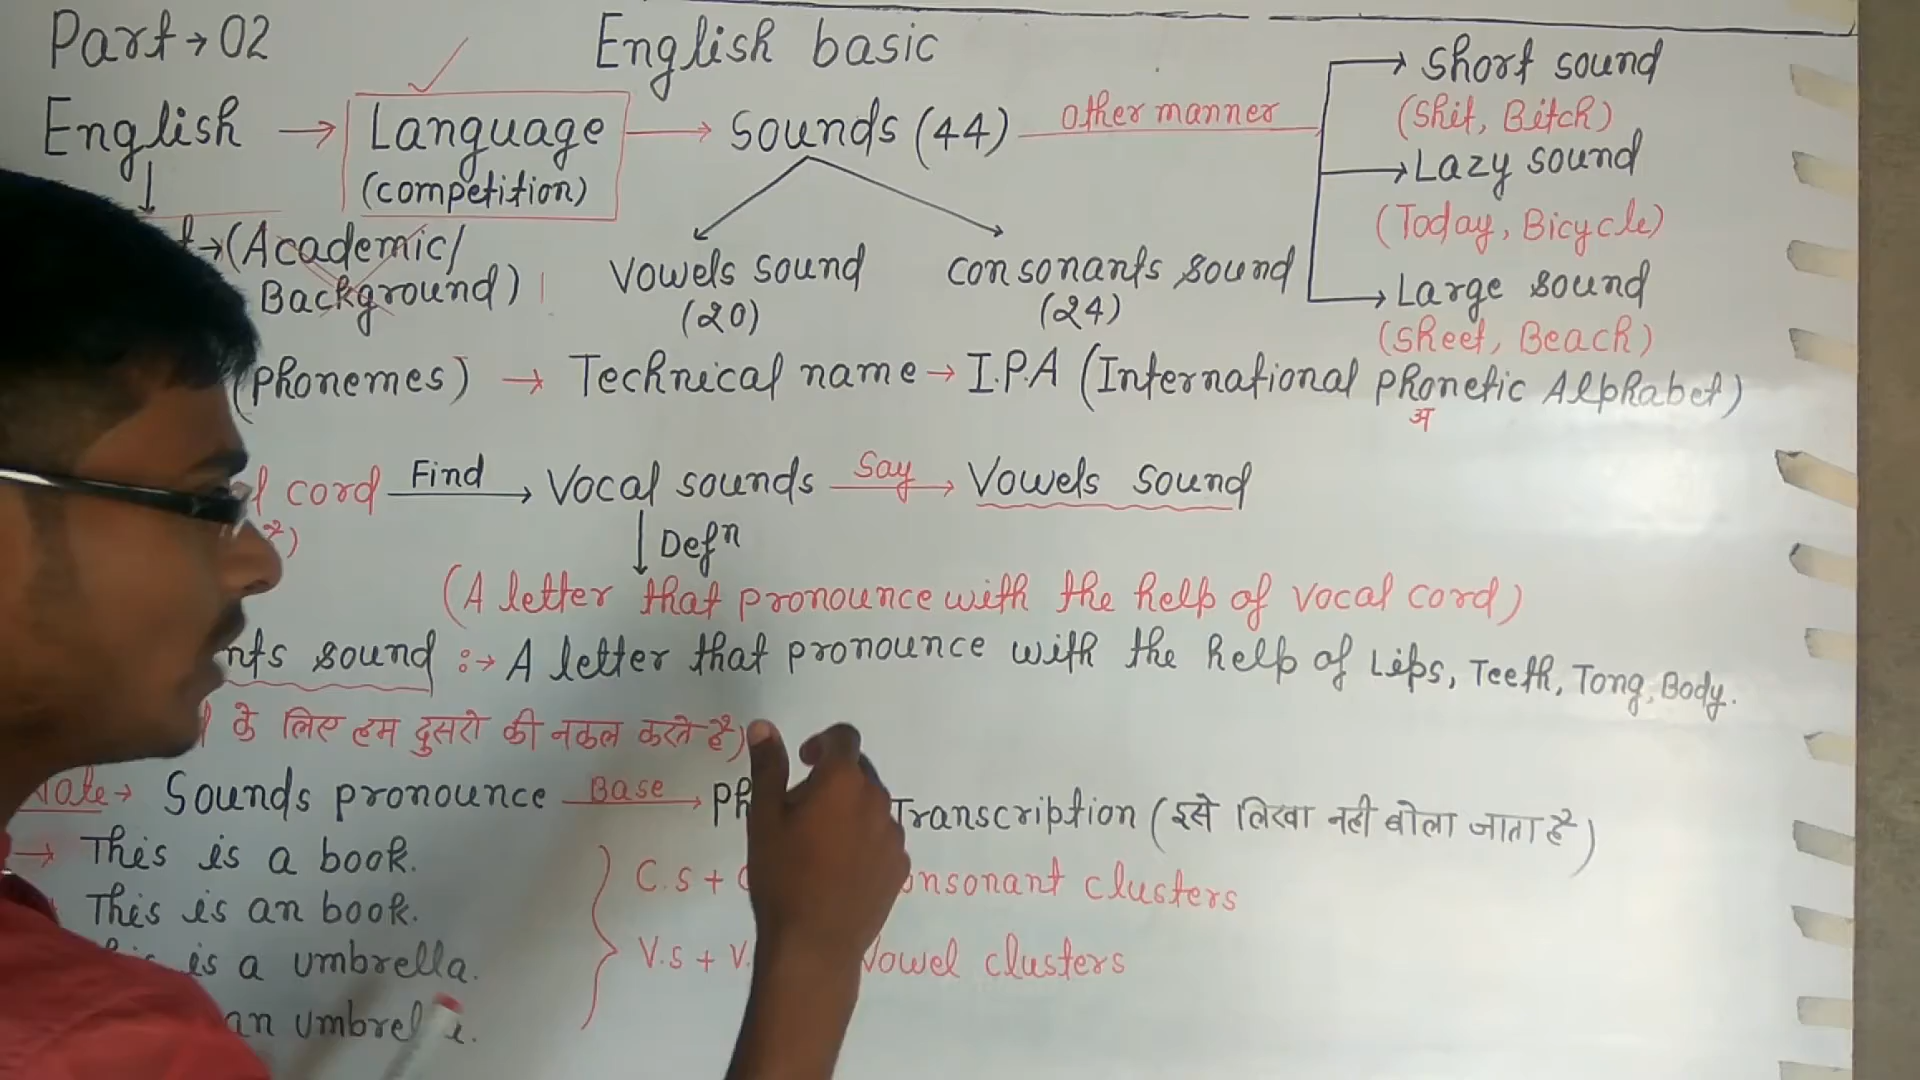 Part→02 English basic
English → Language → Sounds (44) other manner → Short sound
(Shit, Bitch)
(competition) → Lazy sound
(Today, Bicycle)
→(Academic/
Background) Vowels sound consonants sound → Large sound
(20) (24) (Sheet, Beach)
(phonemes) → Technical name → I.P.A (International Phonetic Alphabet)
अ
cord Find → Vocal sounds Say → Vowels sound
↓ Defⁿ
(A letter that pronounce with the help of vocal cord)
nts sound :→ A letter that pronounce with the help of Lips, Teeth, Tong, Body.
के लिए हम दुसरो की नकल करते है)
Note→ Sounds pronounce Base → Ph Transcription (इसे लिखा नही बोला जाता है)
→ This is a book. C.S + onsonant clusters
This is an book.
is a umbrella. V.S + V. Vowel clusters
an umbrel